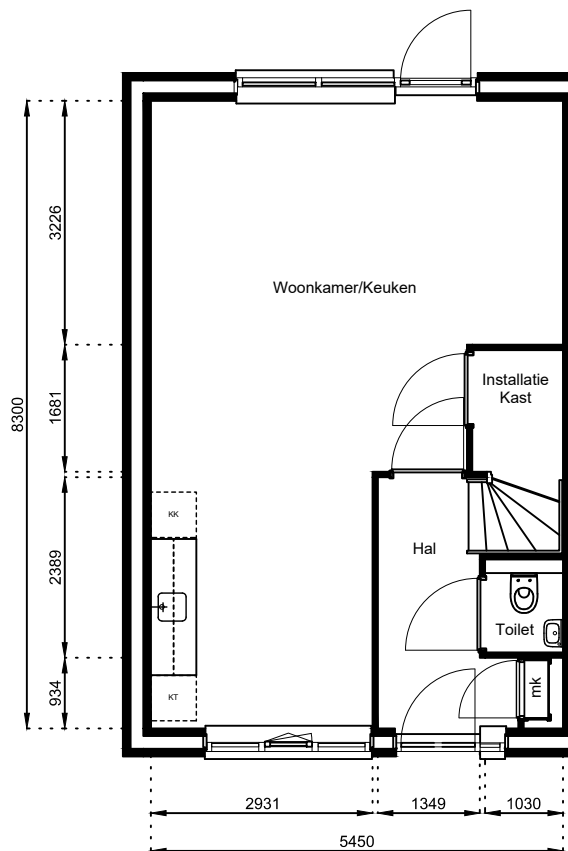 3226
Woonkamer/Keuken
Installatie
Kast
1681
8300
KK
Hal
2389
Toilet
934
KT
mk
2931
1349
1030
5450